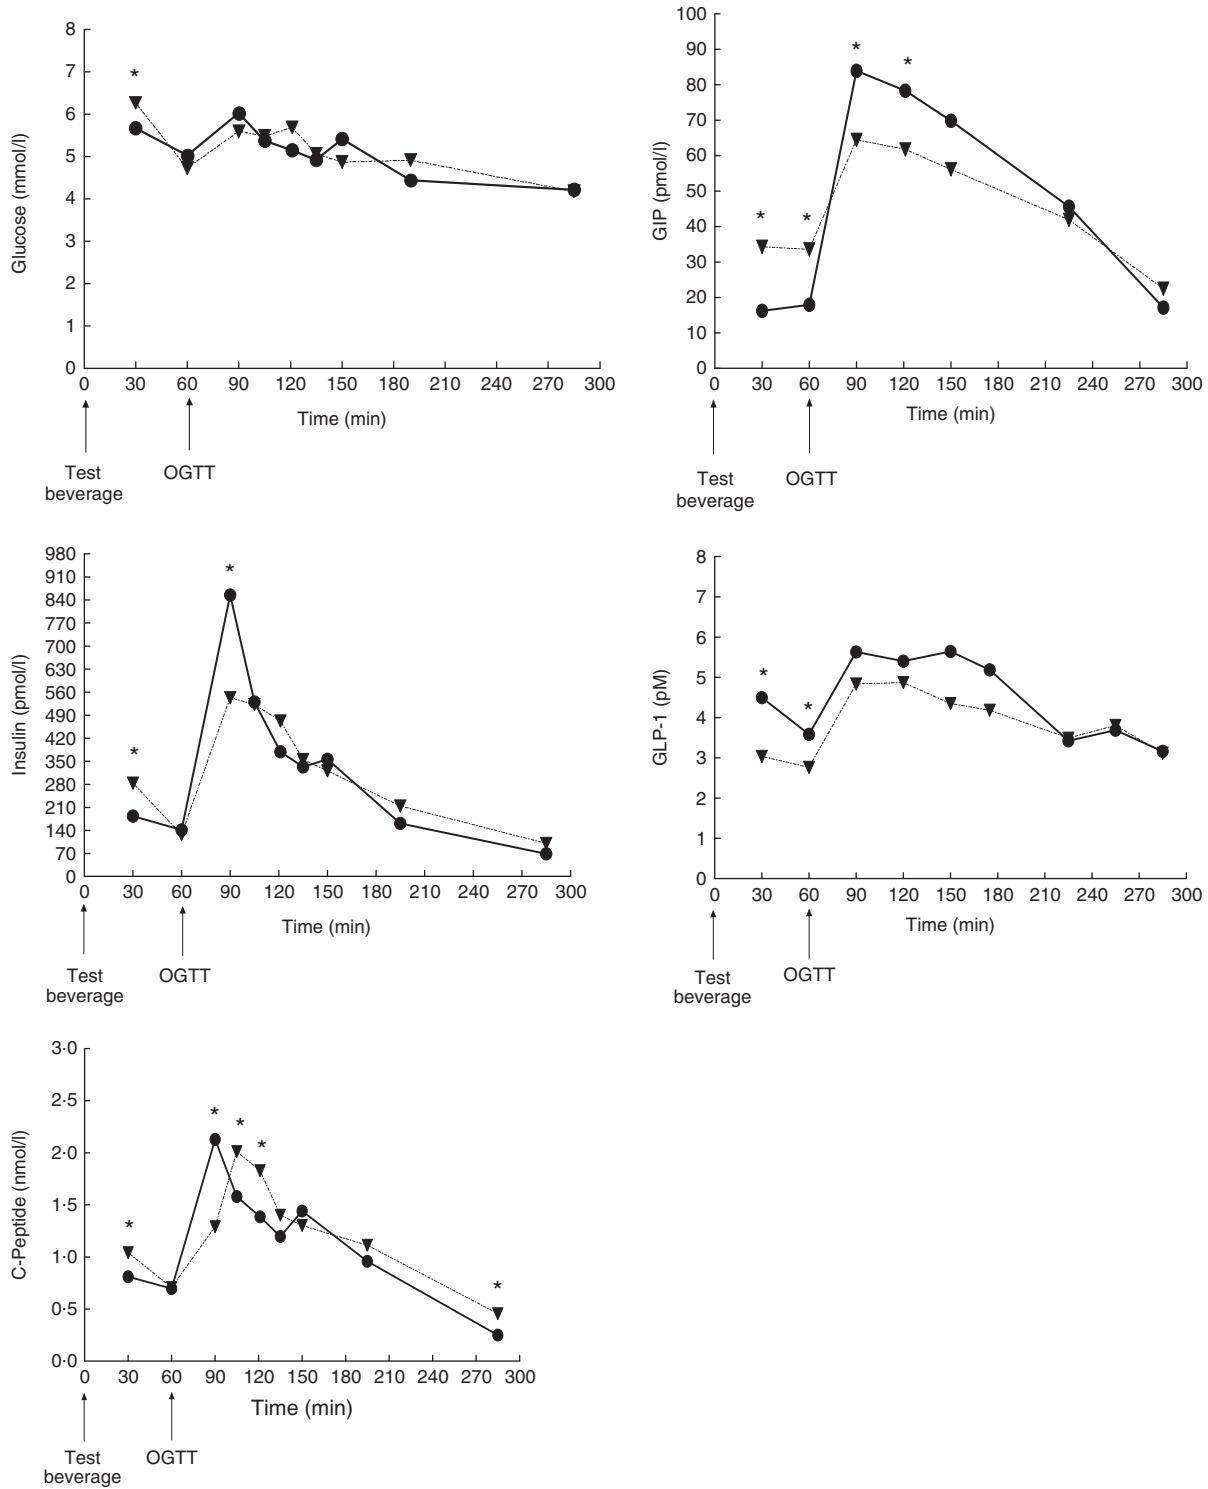 8
7
6
5
4
3
2
1
0
Glucose (mmol/l)
*
0 30 60 90 120 150 180 210 240 270 300
Time (min)
Test
beverage
OGTT
100
90
80
70
60
50
40
30
20
10
0
GIP (pmol/l)
* * * *
0 30 60 90 120 150 180 210 240 270 300
Time (min)
Test
beverage
OGTT
980
910
840
770
700
630
560
490
420
350
280
210
140
70
0
Insulin (pmol/l)
* *
0 30 60 90 120 150 180 210 240 270 300
Time (min)
Test
beverage
OGTT
8
7
6
5
4
3
2
1
0
GLP-1 (pM)
* *
0 30 60 90 120 150 180 210 240 270 300
Time (min)
Test
beverage
OGTT
3·0
2·5
2·0
1·5
1·0
0·5
0·0
C-Peptide (nmol/l)
* * * * *
0 30 60 90 120 150 180 210 240 270 300
Time (min)
Test
beverage
OGTT